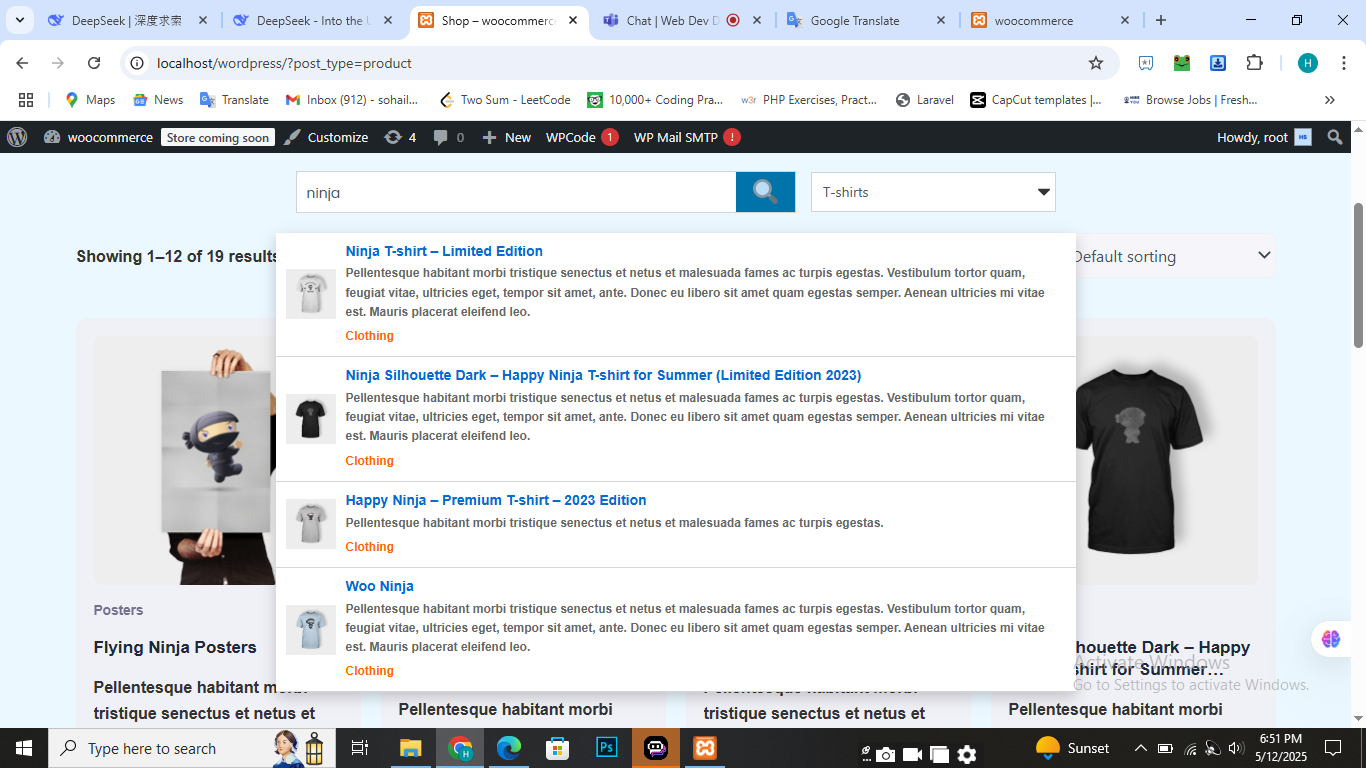 DeepSeek | 深度求索
DeepSeek - Into the U
Shop – woocommerce
Chat | Web Dev D
Google Translate
woocommerce
localhost/wordpress/?post_type=product
H
Maps
News
Translate
Inbox (912) - sohail...
Two Sum - LeetCode
10,000+ Coding Pra...
w3r
PHP Exercises, Pract...
Laravel
CapCut templates |...
Browse Jobs | Fresh...
woocommerce
Store coming soon
Customize
4
0
New
WPCode 1
WP Mail SMTP !
Howdy, root
HS
ninja
T-shirts
Showing 1–12 of 19 results
Default sorting
Ninja T-shirt – Limited Edition
Pellentesque habitant morbi tristique senectus et netus et malesuada fames ac turpis egestas. Vestibulum tortor quam,
feugiat vitae, ultricies eget, tempor sit amet, ante. Donec eu libero sit amet quam egestas semper. Aenean ultricies mi vitae
est. Mauris placerat eleifend leo.
Clothing
Ninja Silhouette Dark – Happy Ninja T-shirt for Summer (Limited Edition 2023)
Pellentesque habitant morbi tristique senectus et netus et malesuada fames ac turpis egestas. Vestibulum tortor quam,
feugiat vitae, ultricies eget, tempor sit amet, ante. Donec eu libero sit amet quam egestas semper. Aenean ultricies mi vitae
est. Mauris placerat eleifend leo.
Clothing
Happy Ninja – Premium T-shirt – 2023 Edition
Pellentesque habitant morbi tristique senectus et netus et malesuada fames ac turpis egestas.
Clothing
Woo Ninja
Pellentesque habitant morbi tristique senectus et netus et malesuada fames ac turpis egestas. Vestibulum tortor quam,
feugiat vitae, ultricies eget, tempor sit amet, ante. Donec eu libero sit amet quam egestas semper. Aenean ultricies mi vitae
est. Mauris placerat eleifend leo.
Clothing
Posters
Flying Ninja Posters
Pellentesque habitant morbi
tristique senectus et netus et
Pellentesque habitant morbi
tristique senectus et netus et
houette Dark – Happy
hirt for Summer…
Pellentesque habitant morbi
Activate Windows
Go to Settings to activate Windows.
Type here to search
Ps
Sunset
6:51 PM
5/12/2025